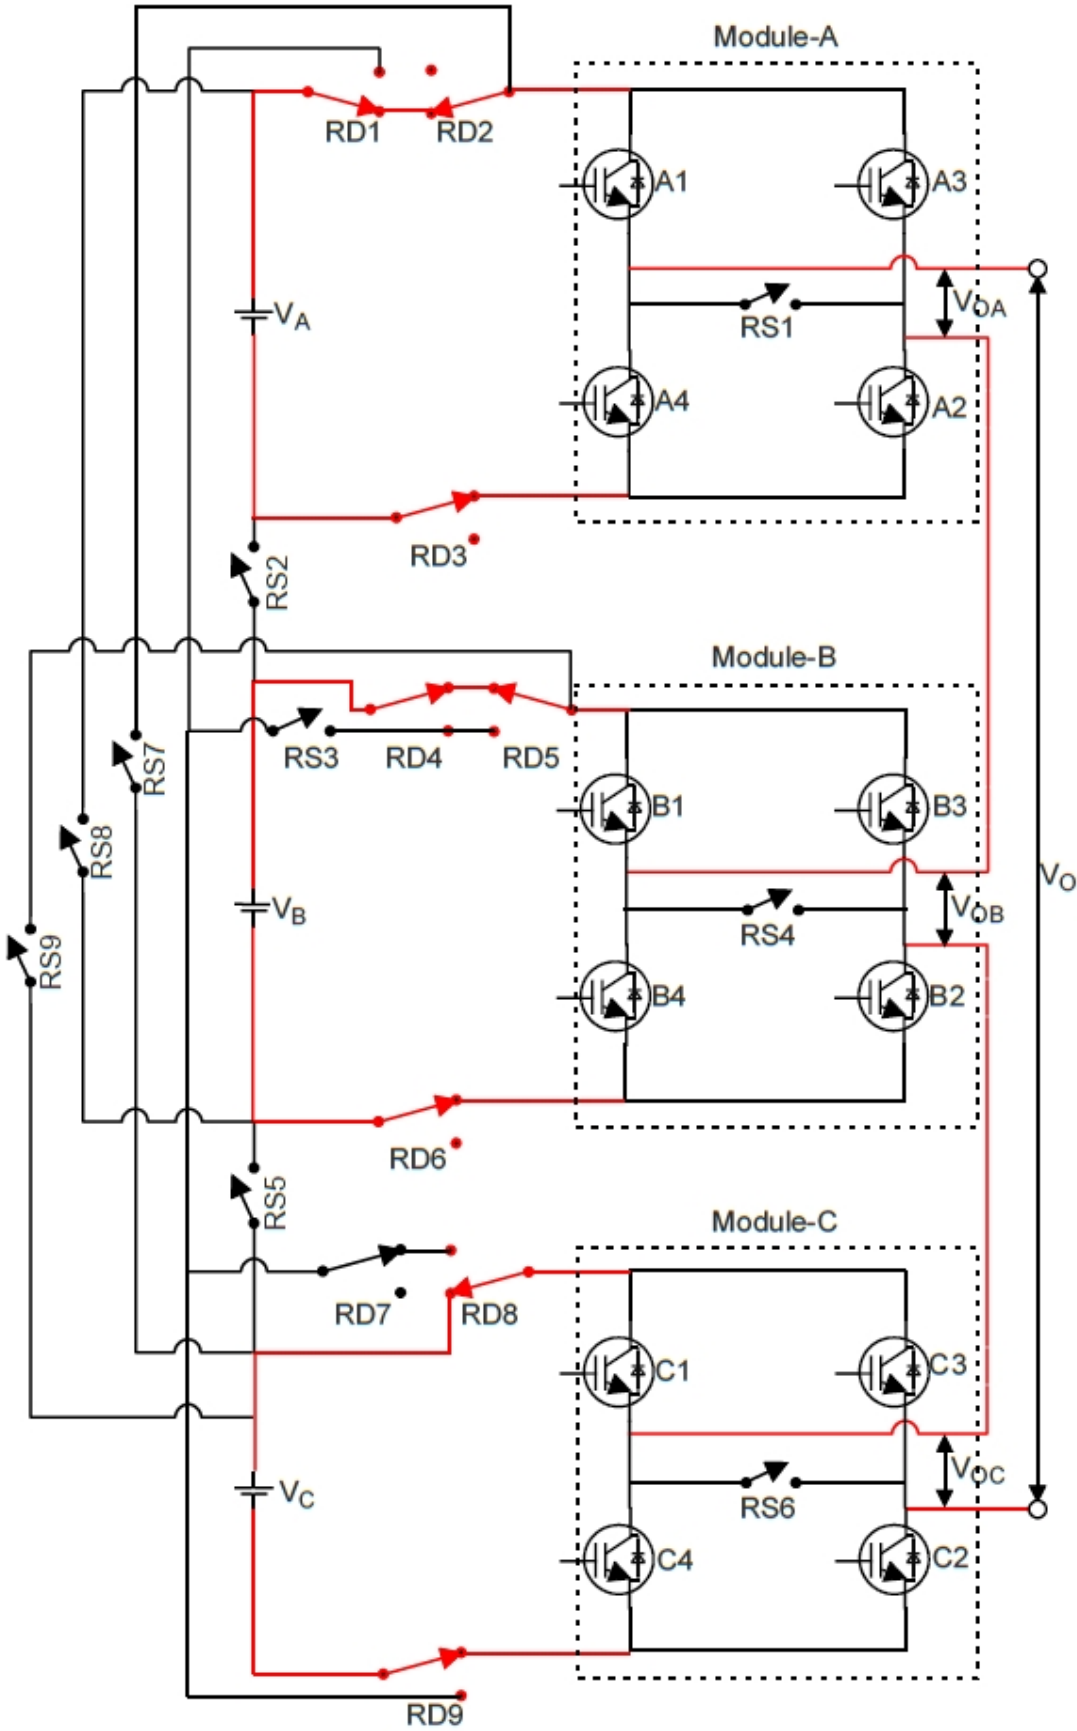 Module-A
RD1
RD2
A1
A3
VA
RS1
VOA
A4
A2
RD3
RS2
Module-B
RS3
RD4
RD5
RS7
RS8
B1
B3
VO
VB
RS4
VOB
RS9
B4
B2
RD6
RS5
Module-C
RD7
RD8
C1
C3
VC
RS6
VOC
C4
C2
RD9